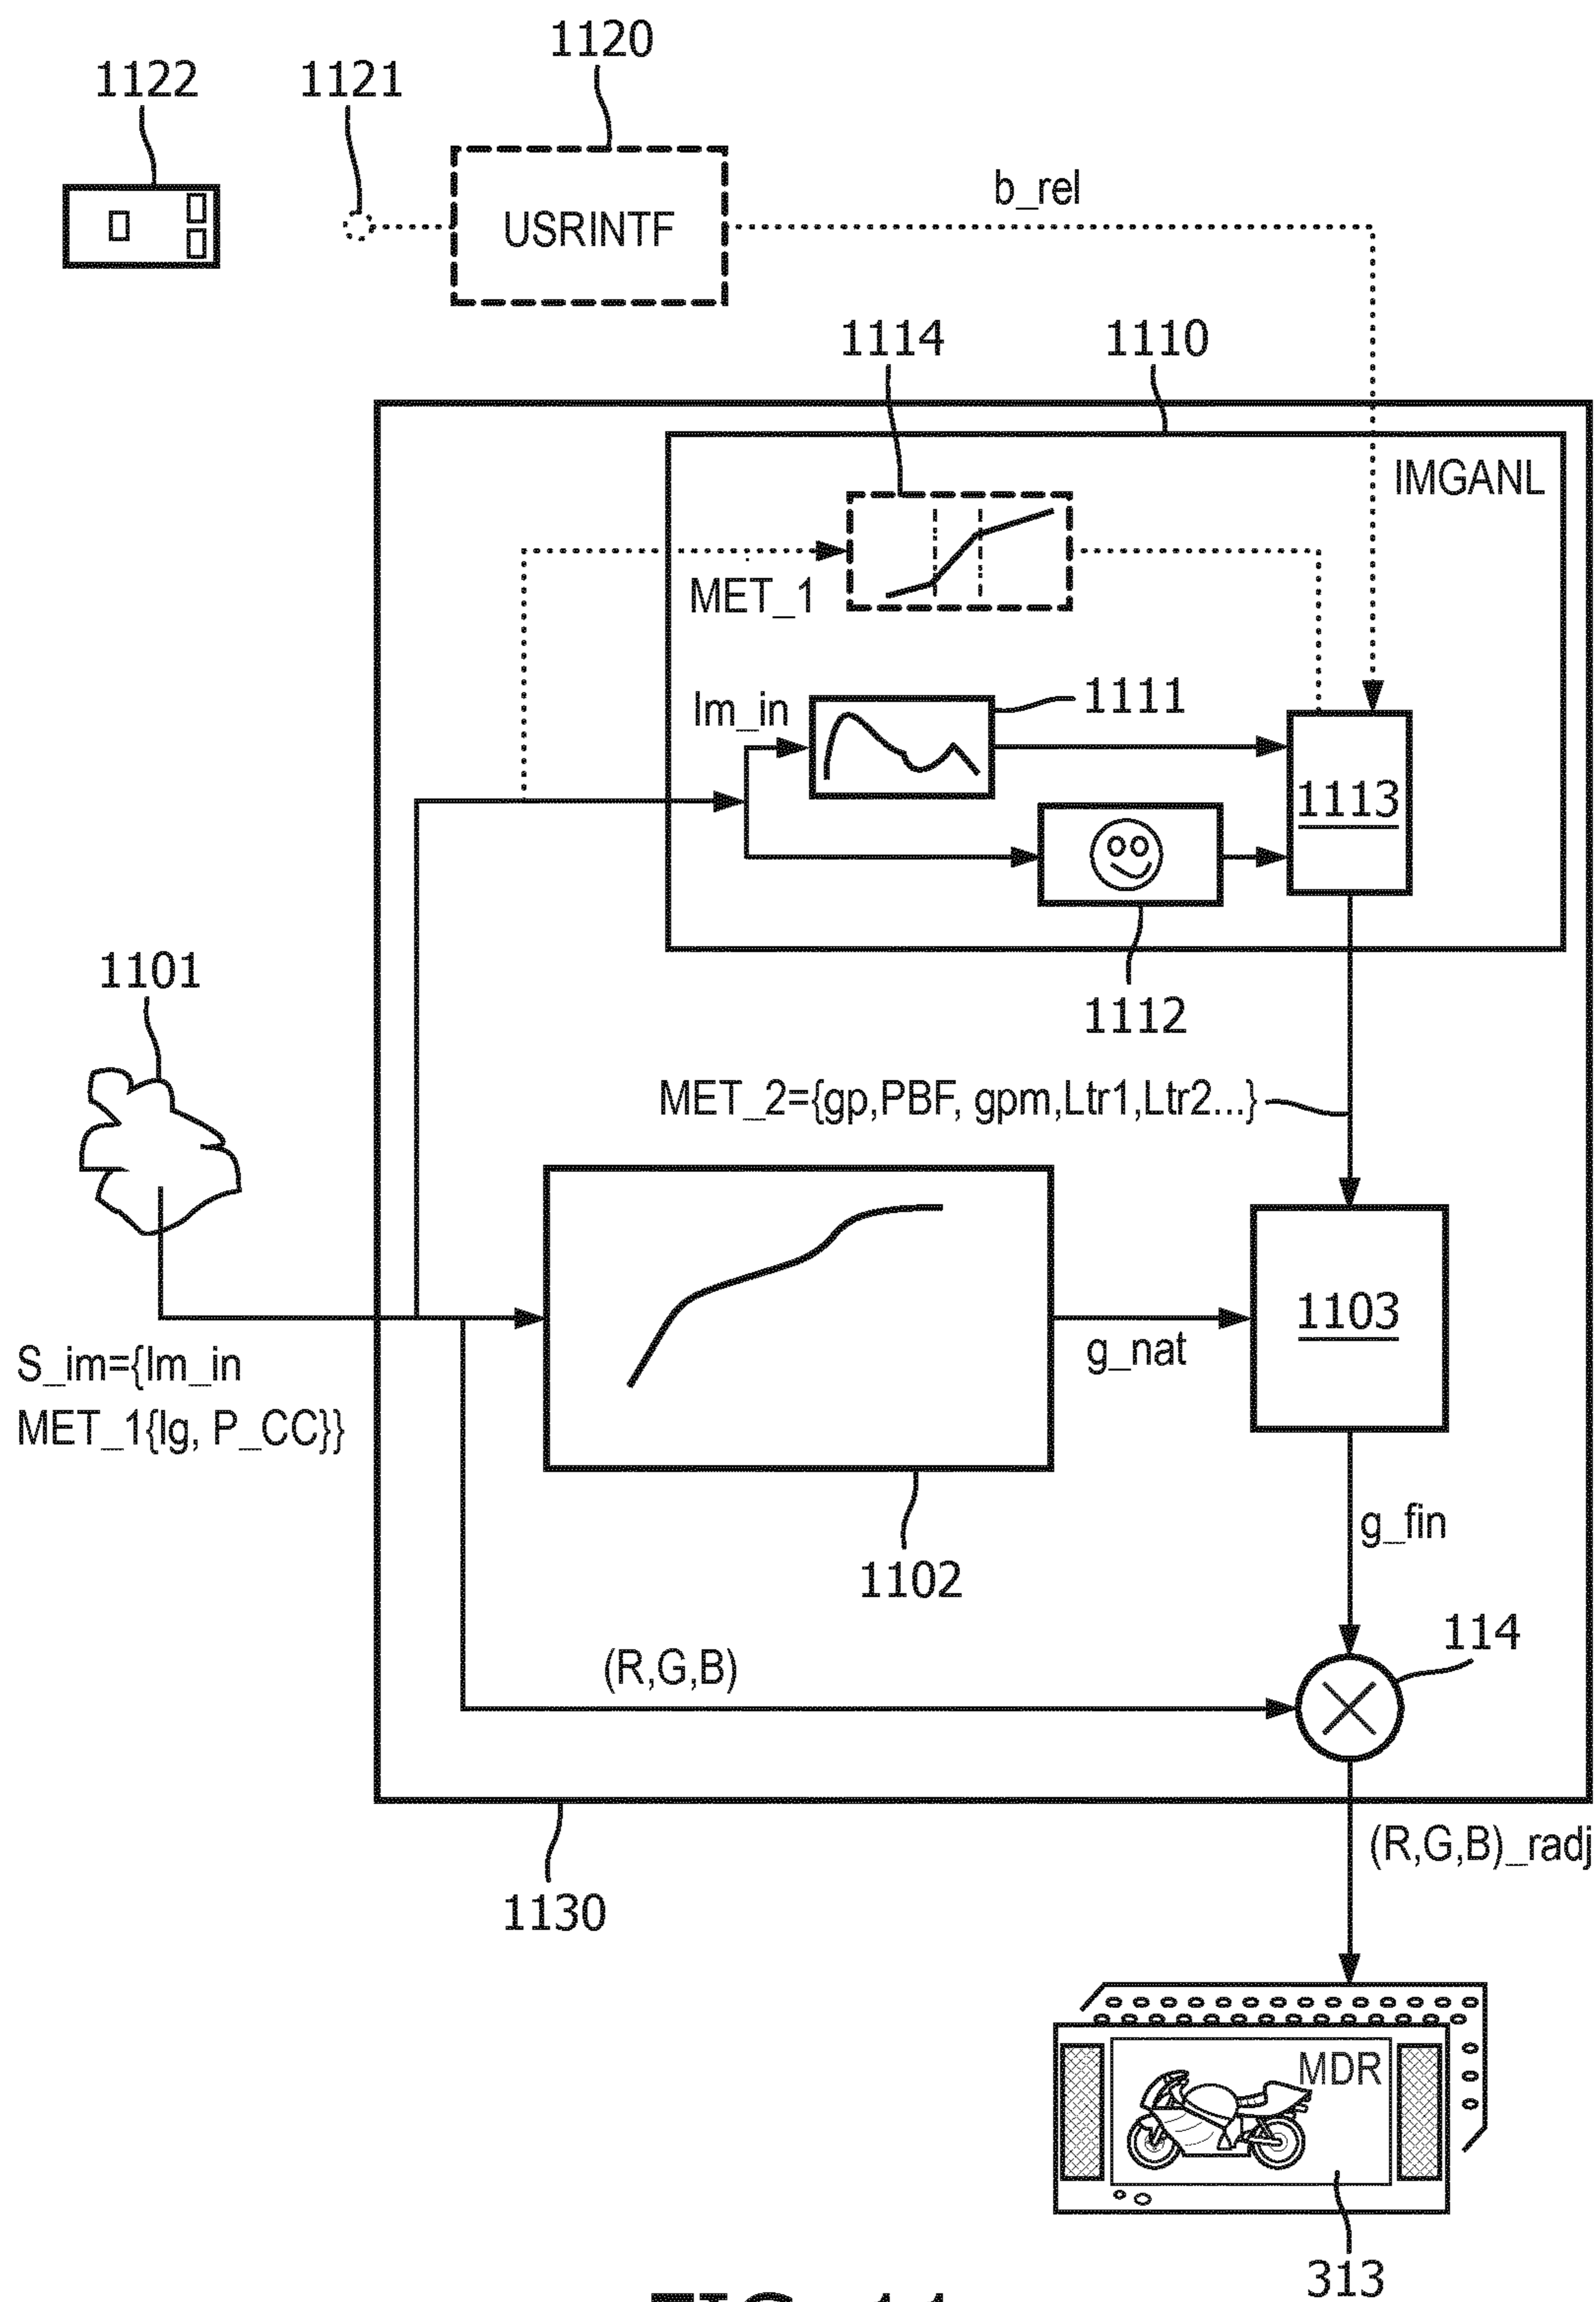 1120
1122
1121
USRINTF
b_rel
1114
1110
IMGANL
MET_1
Im_in
1111
1113
1112
1101
MET_2={gp,PBF, gpm,Ltr1,Ltr2...}
1103
g_nat
S_im={Im_in
MET_1{Ig, P_CC}}
g_fin
1102
(R,G,B)
114
(R,G,B)_radj
1130
MDR
313